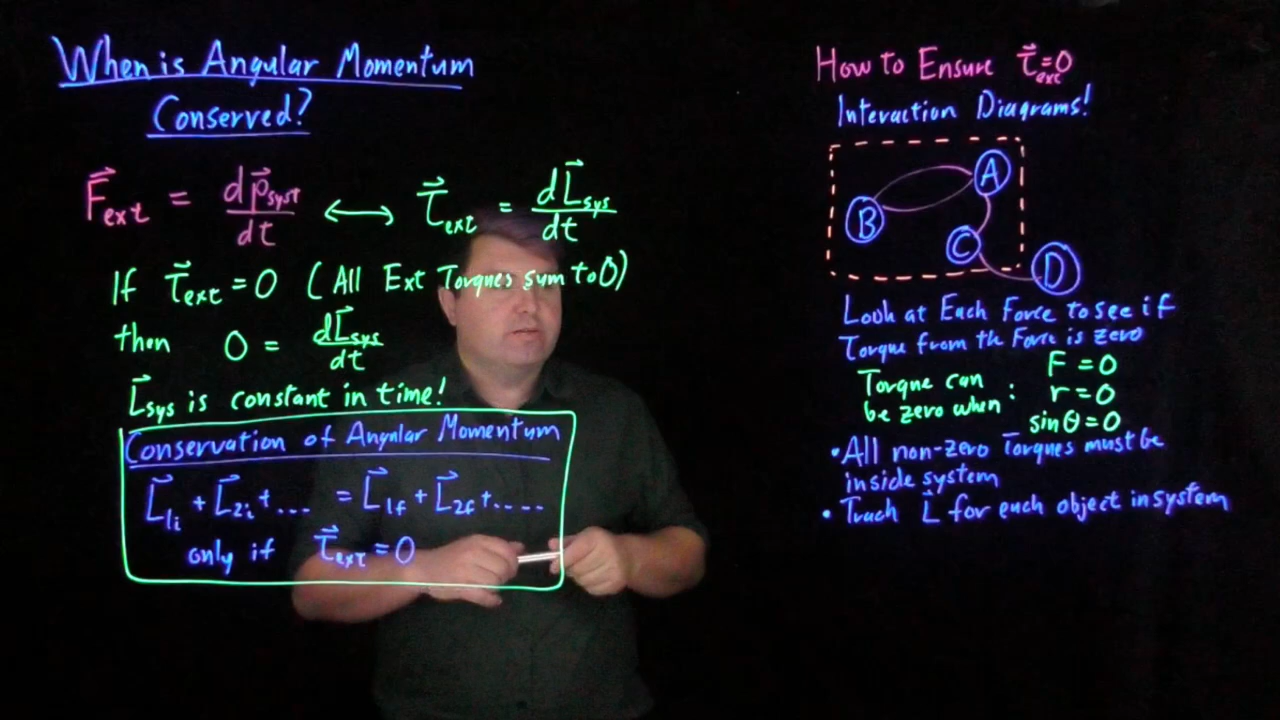 When is Angular Momentum
Conserved?
F⃗ext = dp⃗syst/dt ⟷ τ⃗ext = dL⃗sys/dt
If τ⃗ext = 0 (All Ext Torques sum to 0)
then 0 = dL⃗sys/dt
L⃗sys is constant in time!
Conservation of Angular Momentum
L⃗1i + L⃗2i + ... = L⃗1f + L⃗2f + ....
only if τ⃗ext = 0
How to Ensure τ⃗ext = 0
Interaction Diagrams!
A
B
C
D
Look at Each Force to see if
Torque from the Force is zero
Torque can
be zero when :
F = 0
r = 0
sinθ = 0
• All non-zero Torques must be
inside system
• Track L⃗ for each object in system